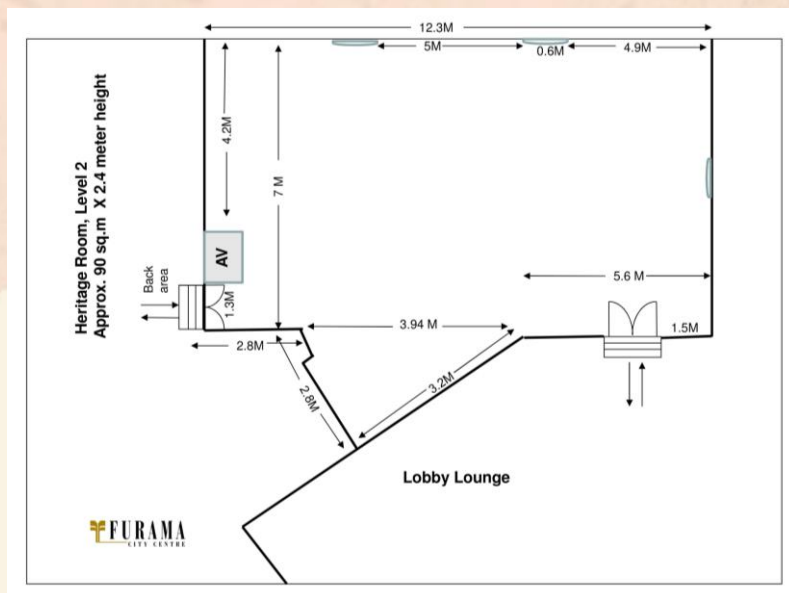 12.3M
5M
0.6M
4.9M
4.2M
7 M
Heritage Room, Level 2
Approx. 90 sq.m X 2.4 meter height
AV
Back
area
1.3M
5.6 M
3.94 M
1.5M
2.8M
2.8M
3.2M
Lobby Lounge
FURAMA
CITY CENTRE